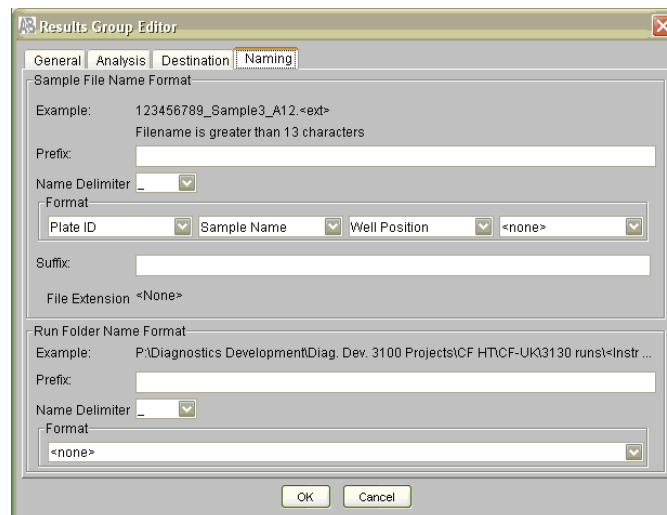 AB Results Group Editor
General Analysis Destination Naming
Sample File Name Format
Example: 123456789_Sample3_A12.<ext>
Filename is greater than 13 characters
Prefix:
Name Delimiter _
Format
Plate ID Sample Name Well Position <none>
Suffix:
File Extension <None>
Run Folder Name Format
Example: P:\Diagnostics Development\Diag. Dev. 3100 Projects\CF HT\CF-UK\3130 runs\<Instr ...
Prefix:
Name Delimiter _
Format
<none>
OK Cancel